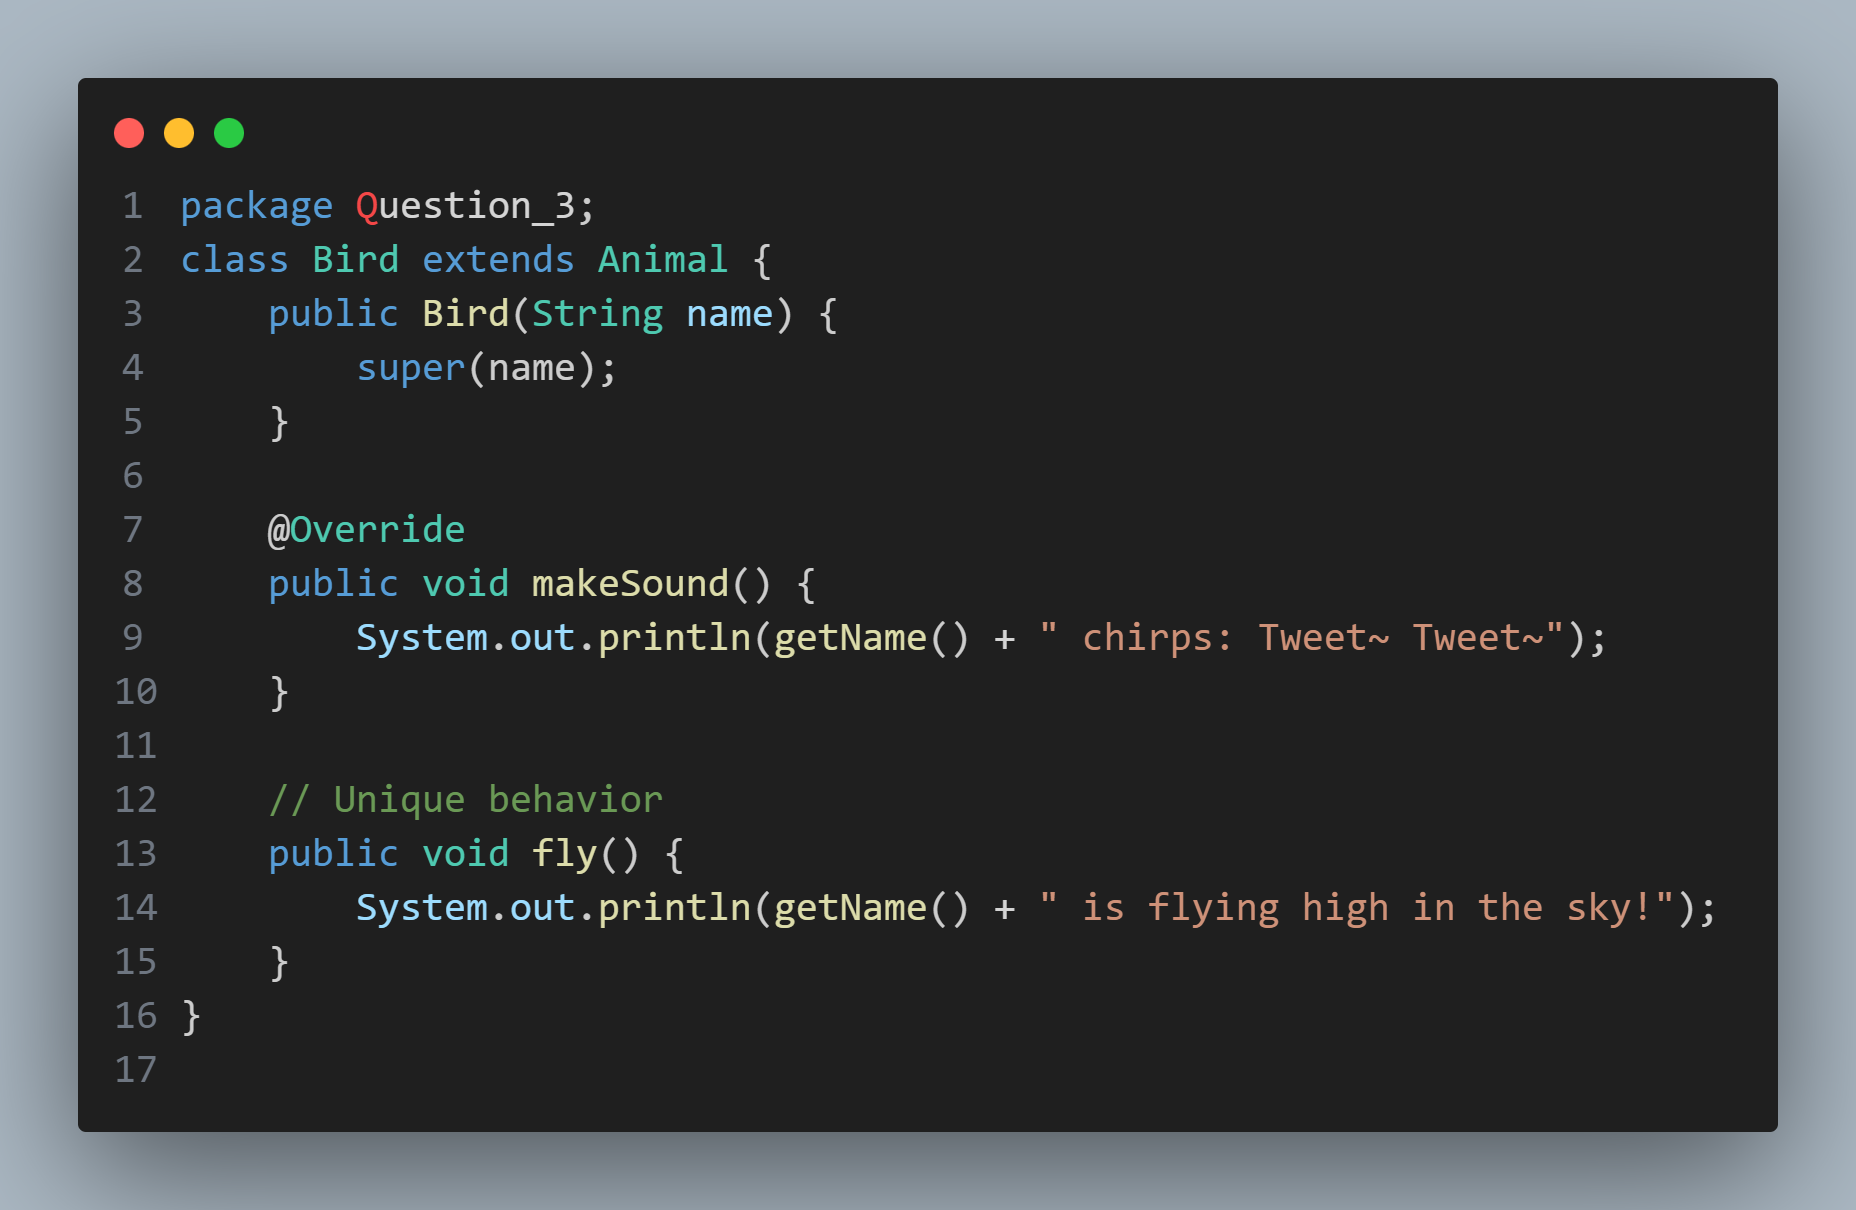 1 package Question_3;
2 class Bird extends Animal {
3     public Bird(String name) {
4         super(name);
5     }
6
7     @Override
8     public void makeSound() {
9         System.out.println(getName() + " chirps: Tweet~ Tweet~");
10     }
11
12     // Unique behavior
13     public void fly() {
14         System.out.println(getName() + " is flying high in the sky!");
15     }
16 }
17